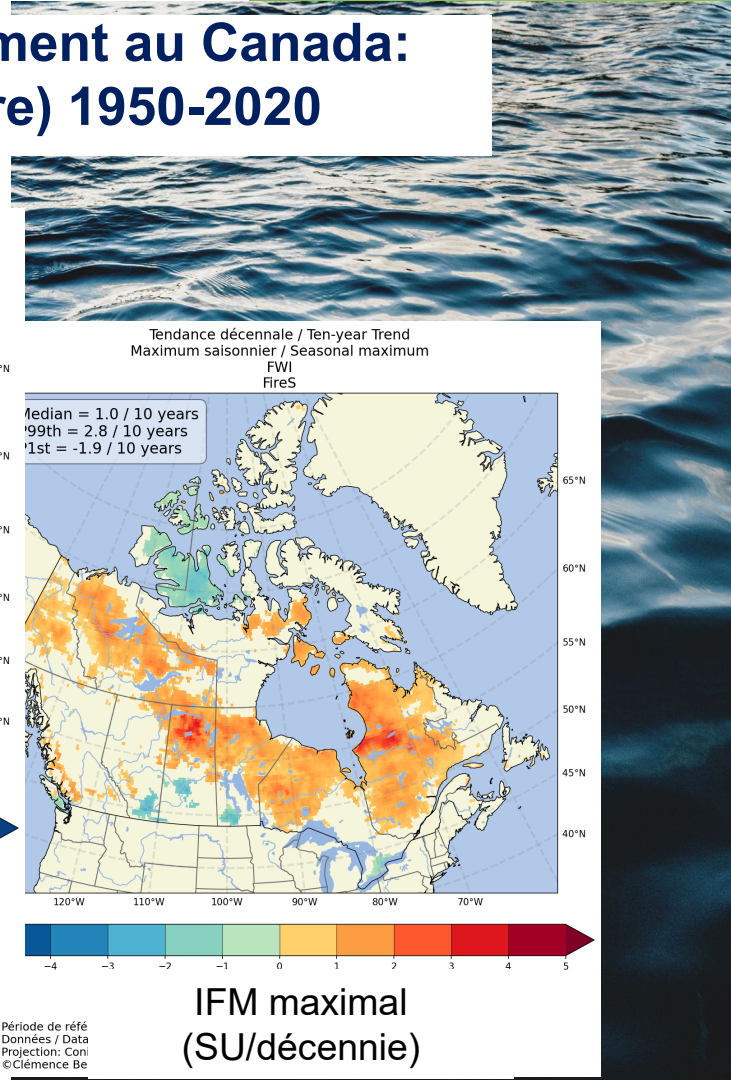 ment au Canada:
re) 1950-2020
Tendance décennale / Ten-year Trend
Maximum saisonnier / Seasonal maximum
FWI
FireS
Median = 1.0 / 10 years
P99th = 2.8 / 10 years
P1st = -1.9 / 10 years
°N
°N
°N
°N
°N
°N
65°N
60°N
55°N
50°N
45°N
40°N
120°W 110°W 100°W 90°W 80°W 70°W
−4 −3 −2 −1 0 1 2 3 4 5
IFM maximal
(SU/décennie)
Période de réfé
Données / Data
Projection: Coni
©Clémence Be